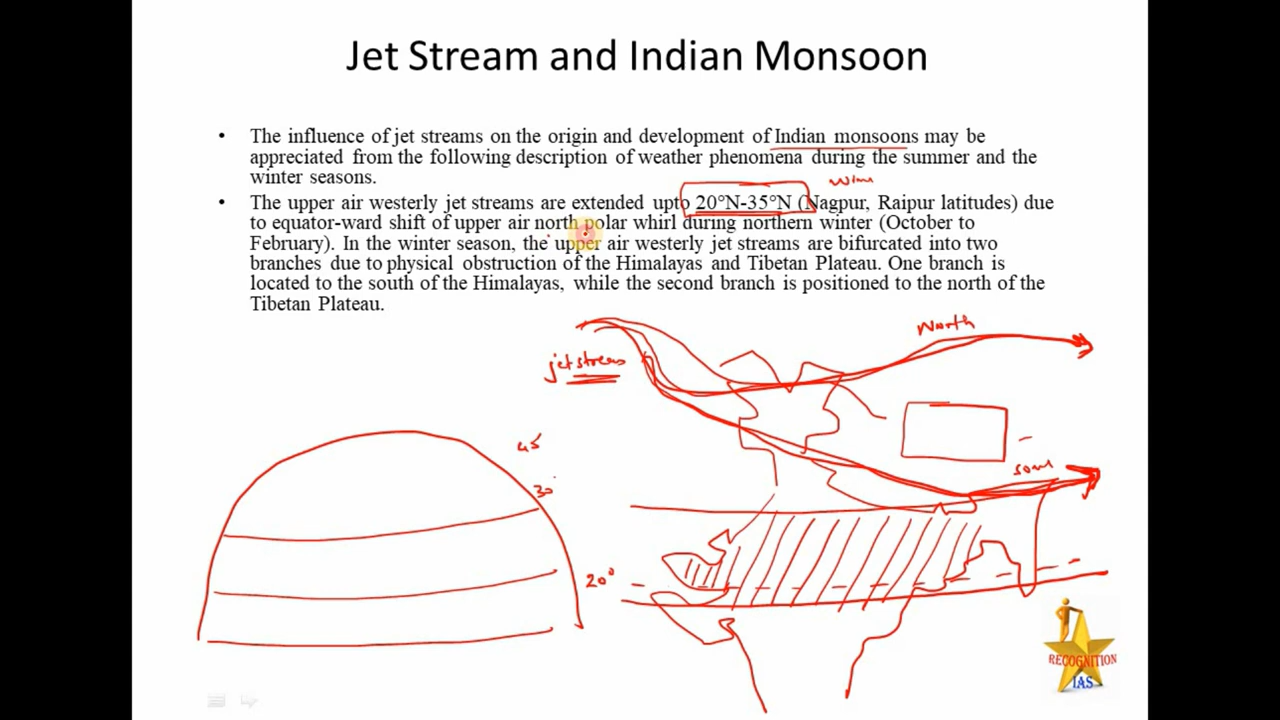 Jet Stream and Indian Monsoon
• The influence of jet streams on the origin and development of Indian monsoons may be
appreciated from the following description of weather phenomena during the summer and the
winter seasons.
• The upper air westerly jet streams are extended upto 20°N-35°N (Nagpur, Raipur latitudes) due
to equator-ward shift of upper air north polar whirl during northern winter (October to
February). In the winter season, the upper air westerly jet streams are bifurcated into two
branches due to physical obstruction of the Himalayas and Tibetan Plateau. One branch is
located to the south of the Himalayas, while the second branch is positioned to the north of the
Tibetan Plateau.
North
jet stream
45
30°
20°
RECOGNITION
IAS